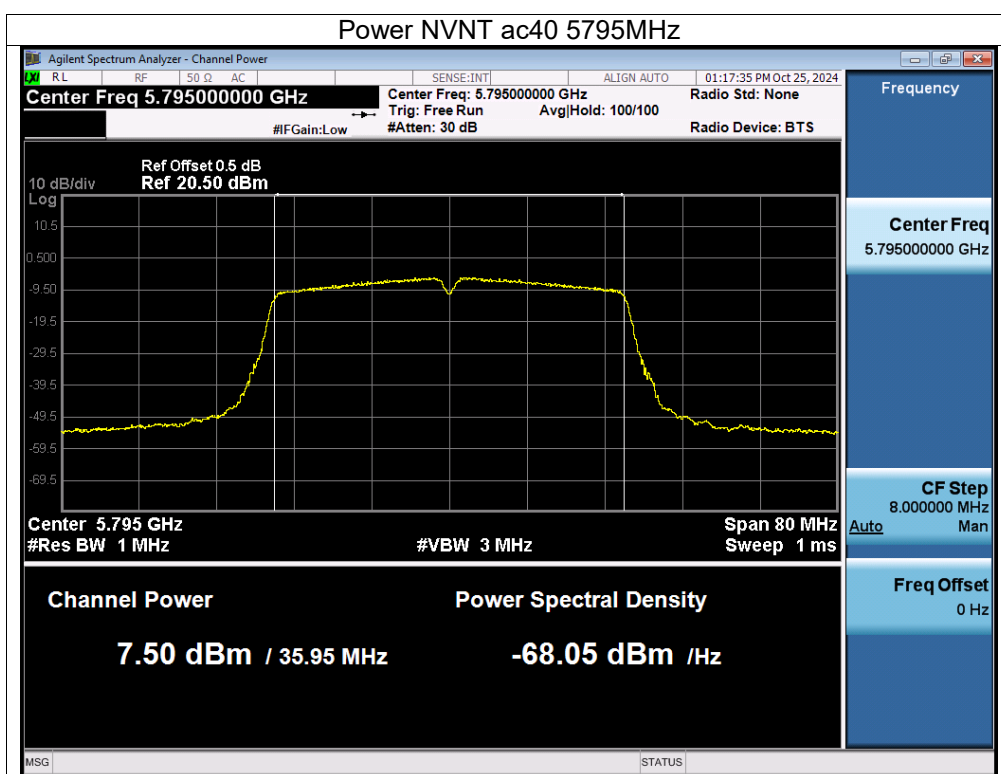 Power NVNT ac40 5795MHz
Agilent Spectrum Analyzer - Channel Power
LXI RL RF 50 Ω AC SENSE:INT ALIGN AUTO 01:17:35 PM Oct 25, 2024
Center Freq 5.795000000 GHz
Center Freq: 5.795000000 GHz
Radio Std: None
Trig: Free Run Avg|Hold: 100/100
#IFGain:Low
#Atten: 30 dB
Radio Device: BTS
Ref Offset 0.5 dB
10 dB/div Ref 20.50 dBm
Log
10.5
0.500
-9.50
-19.5
-29.5
-39.5
-49.5
-59.5
-69.5
Center 5.795 GHz Span 80 MHz
#Res BW 1 MHz #VBW 3 MHz Sweep 1 ms
Channel Power Power Spectral Density
7.50 dBm / 35.95 MHz -68.05 dBm /Hz
Frequency
Center Freq
5.795000000 GHz
CF Step
8.000000 MHz
Auto Man
Freq Offset
0 Hz
MSG STATUS